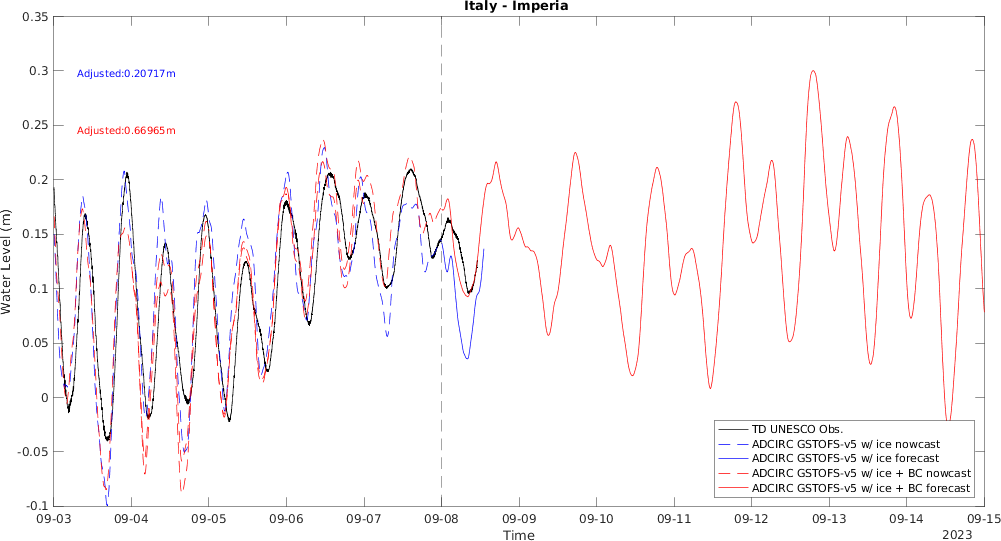 Italy - Imperia
0.35
0.3
0.25
0.2
0.15
0.1
0.05
0
-0.05
-0.1
Water Level (m)
Adjusted:0.20717m
Adjusted:0.66965m
TD UNESCO Obs.
ADCIRC GSTOFS-v5 w/ ice nowcast
ADCIRC GSTOFS-v5 w/ ice forecast
ADCIRC GSTOFS-v5 w/ ice + BC nowcast
ADCIRC GSTOFS-v5 w/ ice + BC forecast
09-03 09-04 09-05 09-06 09-07 09-08 09-09 09-10 09-11 09-12 09-13 09-14 09-15
Time
2023